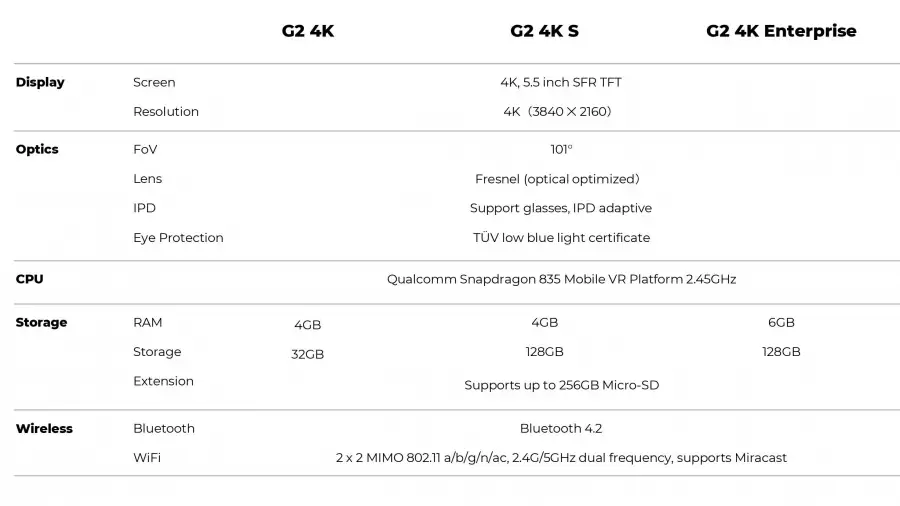 G2 4K G2 4K S G2 4K Enterprise
Display Screen 4K, 5.5 inch SFR TFT
Resolution 4K（3840 × 2160）
Optics FoV 101°
Lens Fresnel (optical optimized）
IPD Support glasses, IPD adaptive
Eye Protection TÜV low blue light certificate
CPU Qualcomm Snapdragon 835 Mobile VR Platform 2.45GHz
Storage RAM 4GB 4GB 6GB
Storage 32GB 128GB 128GB
Extension Supports up to 256GB Micro-SD
Wireless Bluetooth Bluetooth 4.2
WiFi 2 x 2 MIMO 802.11 a/b/g/n/ac, 2.4G/5GHz dual frequency, supports Miracast